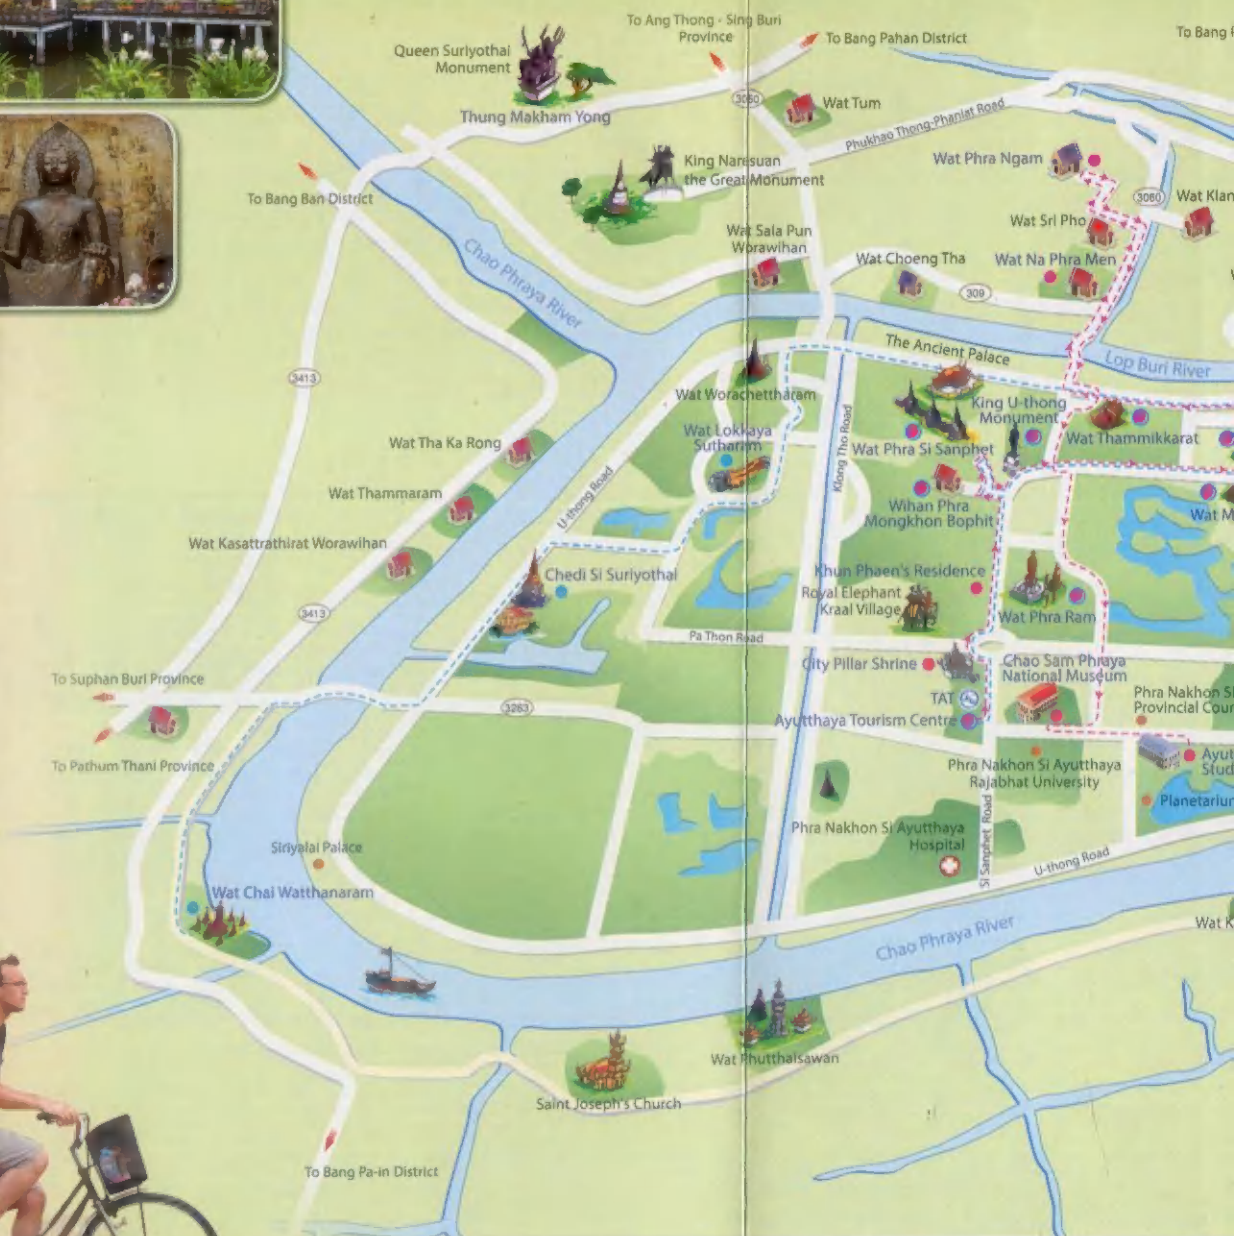 To Ang Thong - Sing Buri
Province
To Bang Pahan District
To Bang
Queen Suriyothai
Monument
Thung Makham Yong
3060
Wat Tum
Phukhao Thong-Phaniat Road
King Naresuan
the Great Monument
Wat Phra Ngam
3060
Wat Klan
To Bang Ban District
Wat Sri Pho
Wat Sala Pun
Worawihan
Wat Choeng Tha
Wat Na Phra Men
309
Chao Phraya River
The Ancient Palace
Lop Buri River
3413
Wat Worachettharam
King U-thong
Monument
Wat Lokkaya
Sutharam
Klong Tho Road
Wat Phra Si Sanphet
Wat Thammikkarat
Wat Tha Ka Rong
U-thong Road
Wat Thammaram
Wihan Phra
Mongkhon Bophit
Wat M
Wat Kasattrathirat Worawihan
Chedi Si Suriyothai
Khun Phaen's Residence
Royal Elephant
Kraal Village
3413
Wat Phra Ram
Pa Thon Road
City Pillar Shrine
Chao Sam Phraya
National Museum
To Suphan Buri Province
TAT
Phra Nakhon Si
Provincial Cour
3263
Ayutthaya Tourism Centre
To Pathum Thani Province
Phra Nakhon Si Ayutthaya
Rajabhat University
Ayut
Stud
Planetarium
Si Sanphet Road
Phra Nakhon Si Ayutthaya
Hospital
Siriyalai Palace
U-thong Road
Wat Chai Watthanaram
Chao Phraya River
Wat K
Wat Phutthaisawan
Saint Joseph's Church
To Bang Pa-in District